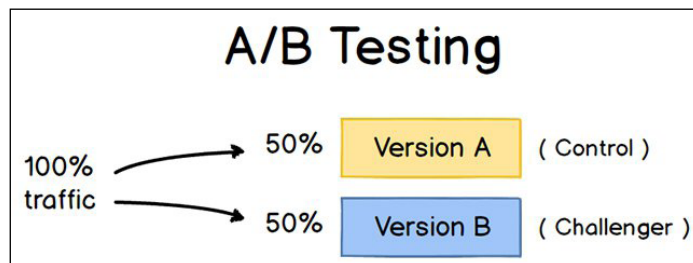 A/B Testing
50% Version A ( Control )
100%
traffic
50% Version B ( Challenger )